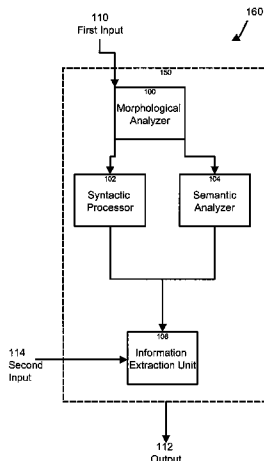 160
110
First Input
150
100
Morphological
Analyzer
102
Syntactic
Processor
104
Semantic
Analyzer
114
Second
Input
106
Information
Extraction Unit
112
Output